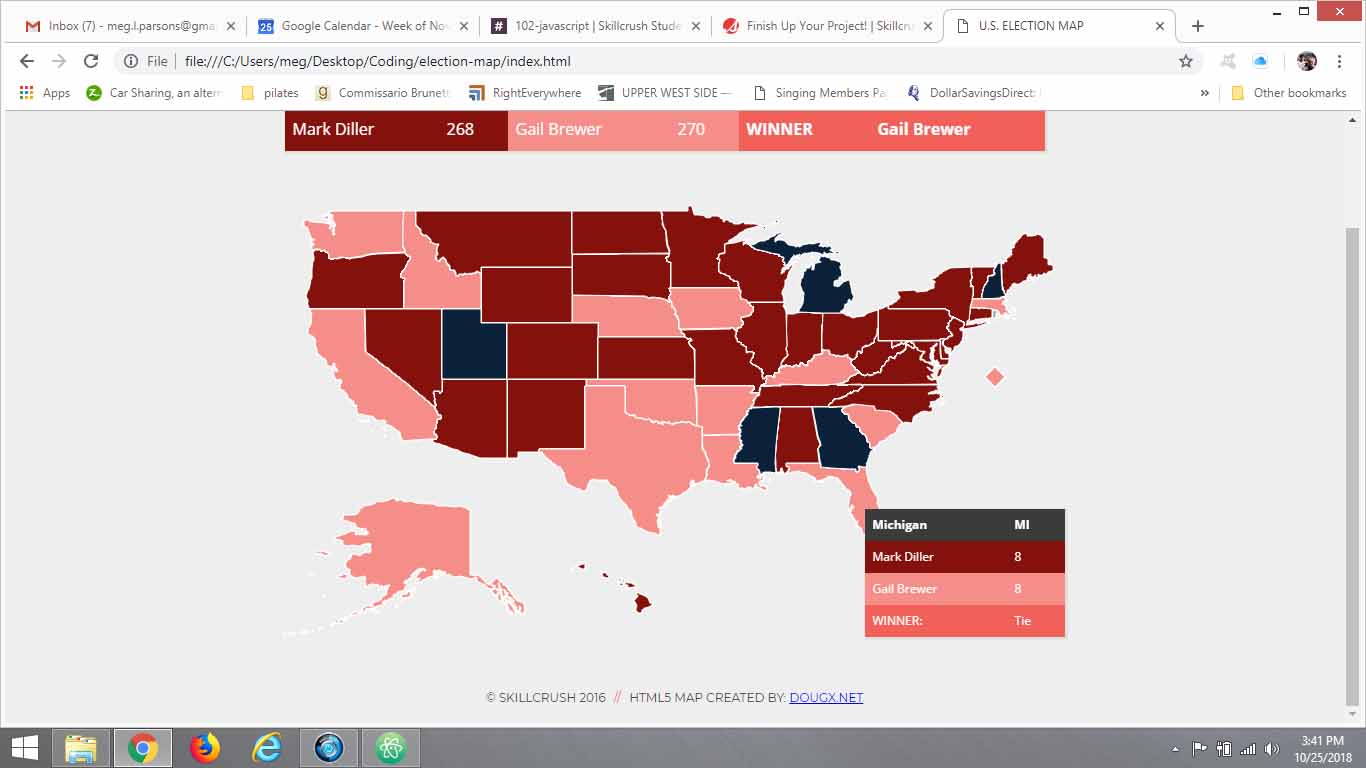 Inbox (7) - meg.l.parsons@gma
Google Calendar - Week of Nov
102-javascript | Skillcrush Stude
Finish Up Your Project! | Skillcru
U.S. ELECTION MAP
File file:///C:/Users/meg/Desktop/Coding/election-map/index.html
Apps
Car Sharing, an altern
pilates
Commissario Brunett
RightEverywhere
UPPER WEST SIDE —
Singing Members Pa
DollarSavingsDirect:
» Other bookmarks
Mark Diller 268 Gail Brewer 270 WINNER Gail Brewer
Michigan MI
Mark Diller 8
Gail Brewer 8
WINNER: Tie
© SKILLCRUSH 2016 // HTML5 MAP CREATED BY: DOUGX.NET
3:41 PM
10/25/2018